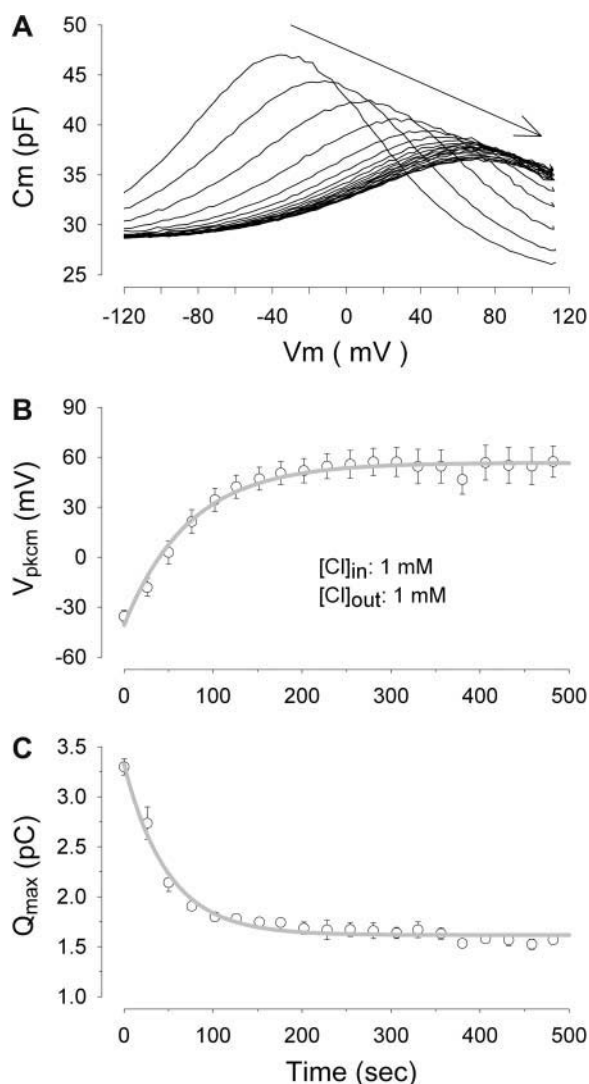 A
50
45
40
35
30
25
Cm (pF)
-120 -80 -40 0 40 80 120
Vm ( mV )
B
90
60
30
0
-30
-60
Vpkcm (mV)
[Cl]in: 1 mM
[Cl]out: 1 mM
0 100 200 300 400 500
C
3.5
3.0
2.5
2.0
1.5
1.0
Qmax (pC)
0 100 200 300 400 500
Time (sec)